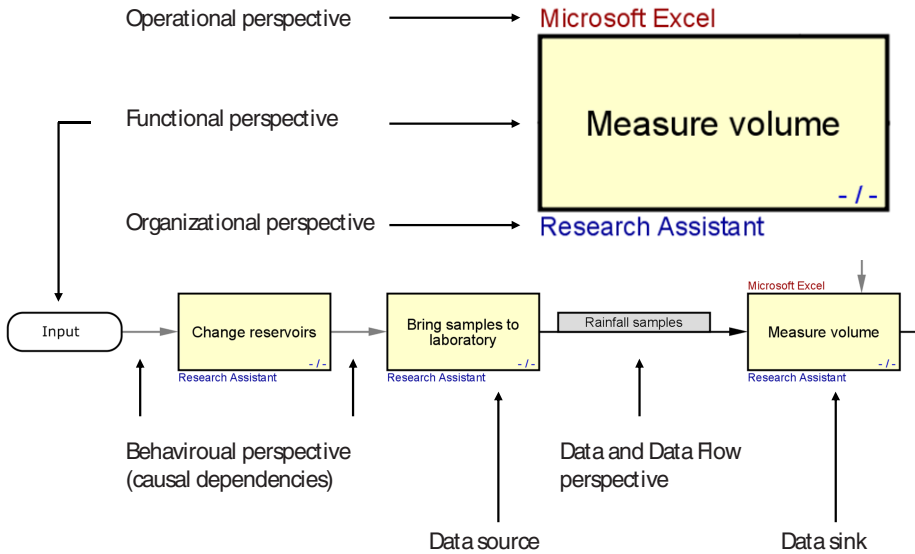 Operational perspective
Microsoft Excel
Functional perspective
Measure volume
- / -
Organizational perspective
Research Assistant
Microsoft Excel
Input
Change reservoirs
- / -
Research Assistant
Bring samples to
laboratory
- / -
Research Assistant
Rainfall samples
Measure volume
- / -
Research Assistant
Behaviroual perspective
(causal dependencies)
Data and Data Flow
perspective
Data source
Data sink